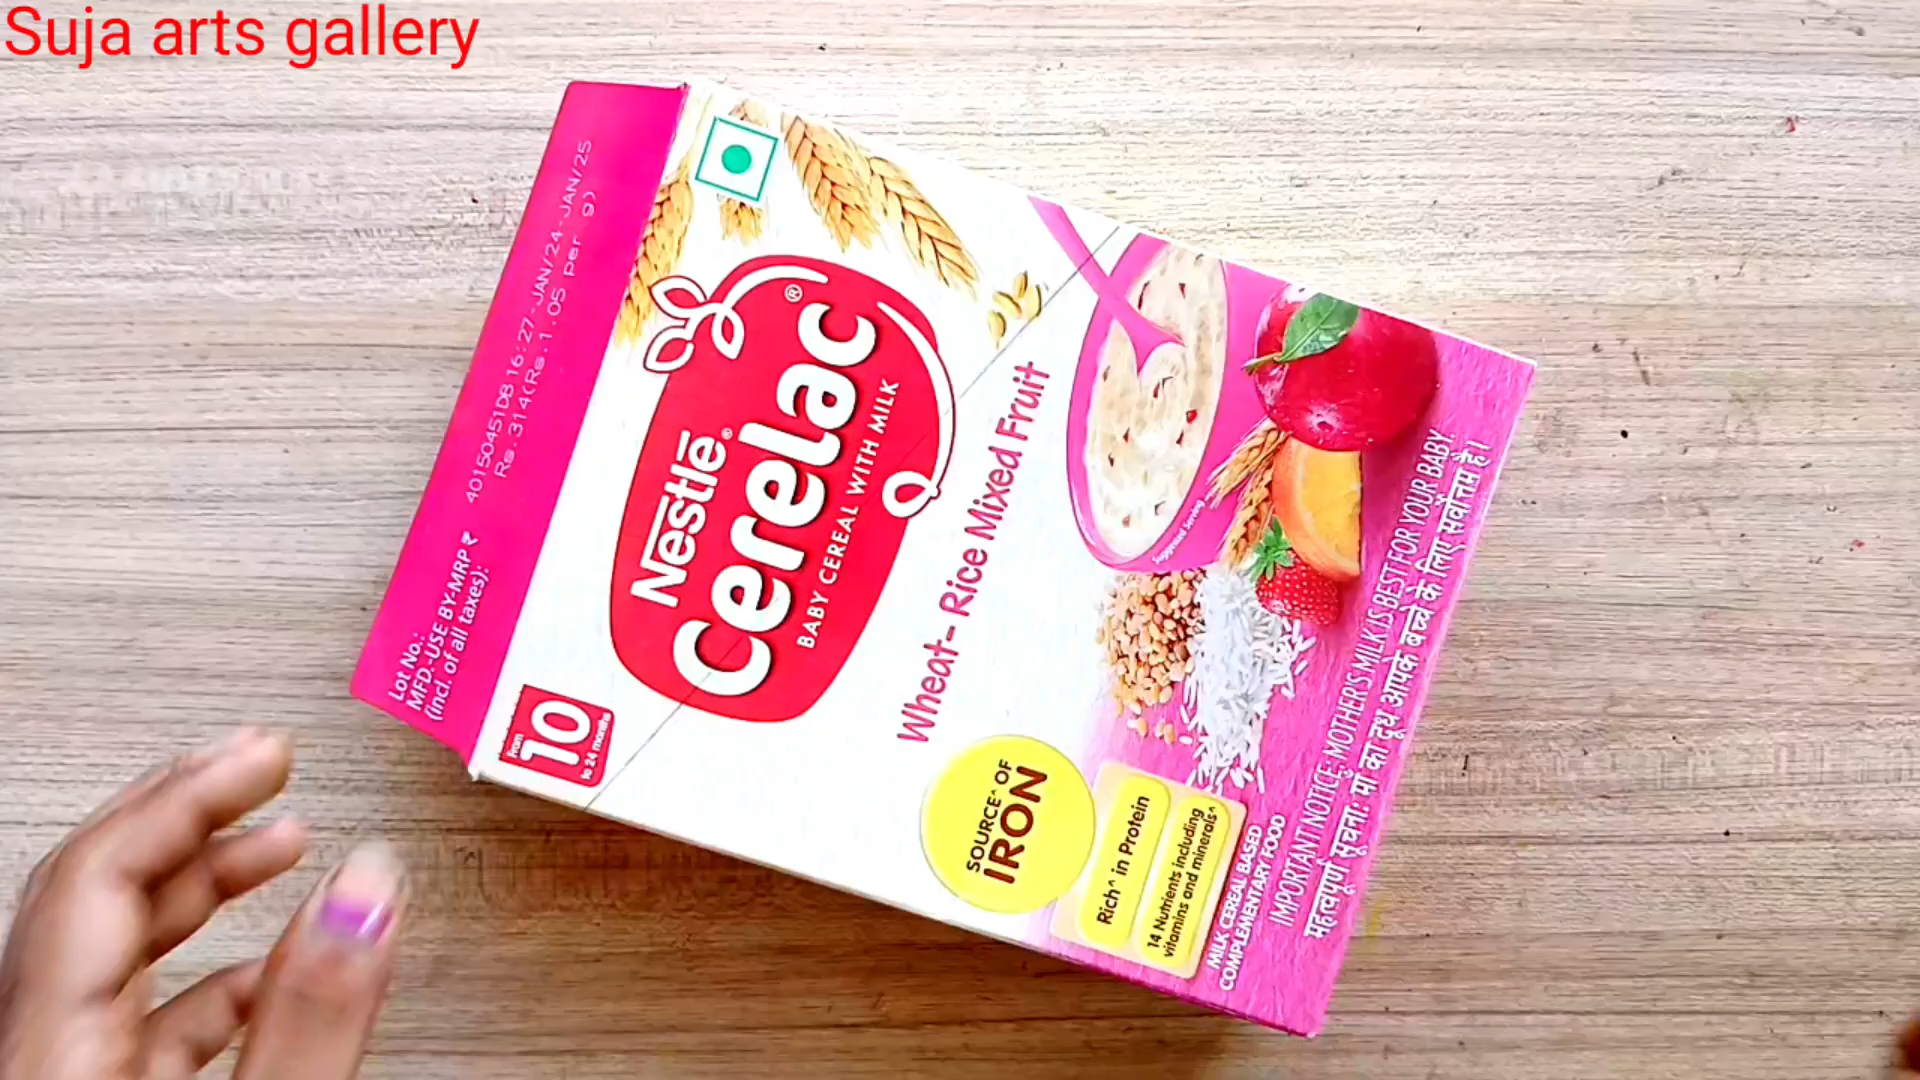 Suja arts gallery
Lot No.:
MFD.-USE BY-MRP ₹
(incl. of all taxes):
40150451DB 16:27-JAN/24-JAN/25
Rs.314(Rs.1.05 Per g)
Nestlé®
Cerelac®
BABY CEREAL WITH MILK
From
10
to 24 months
Wheat-Rice Mixed Fruit
Suggested Serving
SOURCE^ OF
IRON
Rich^ in Protein
14 Nutrients including
vitamins and minerals^
MILK CEREAL BASED
COMPLEMENTARY FOOD
IMPORTANT NOTICE: MOTHER'S MILK IS BEST FOR YOUR BABY.
महत्वपूर्ण सूचना: माँ का दूध आपके बच्चे के लिए सर्वोत्तम है।